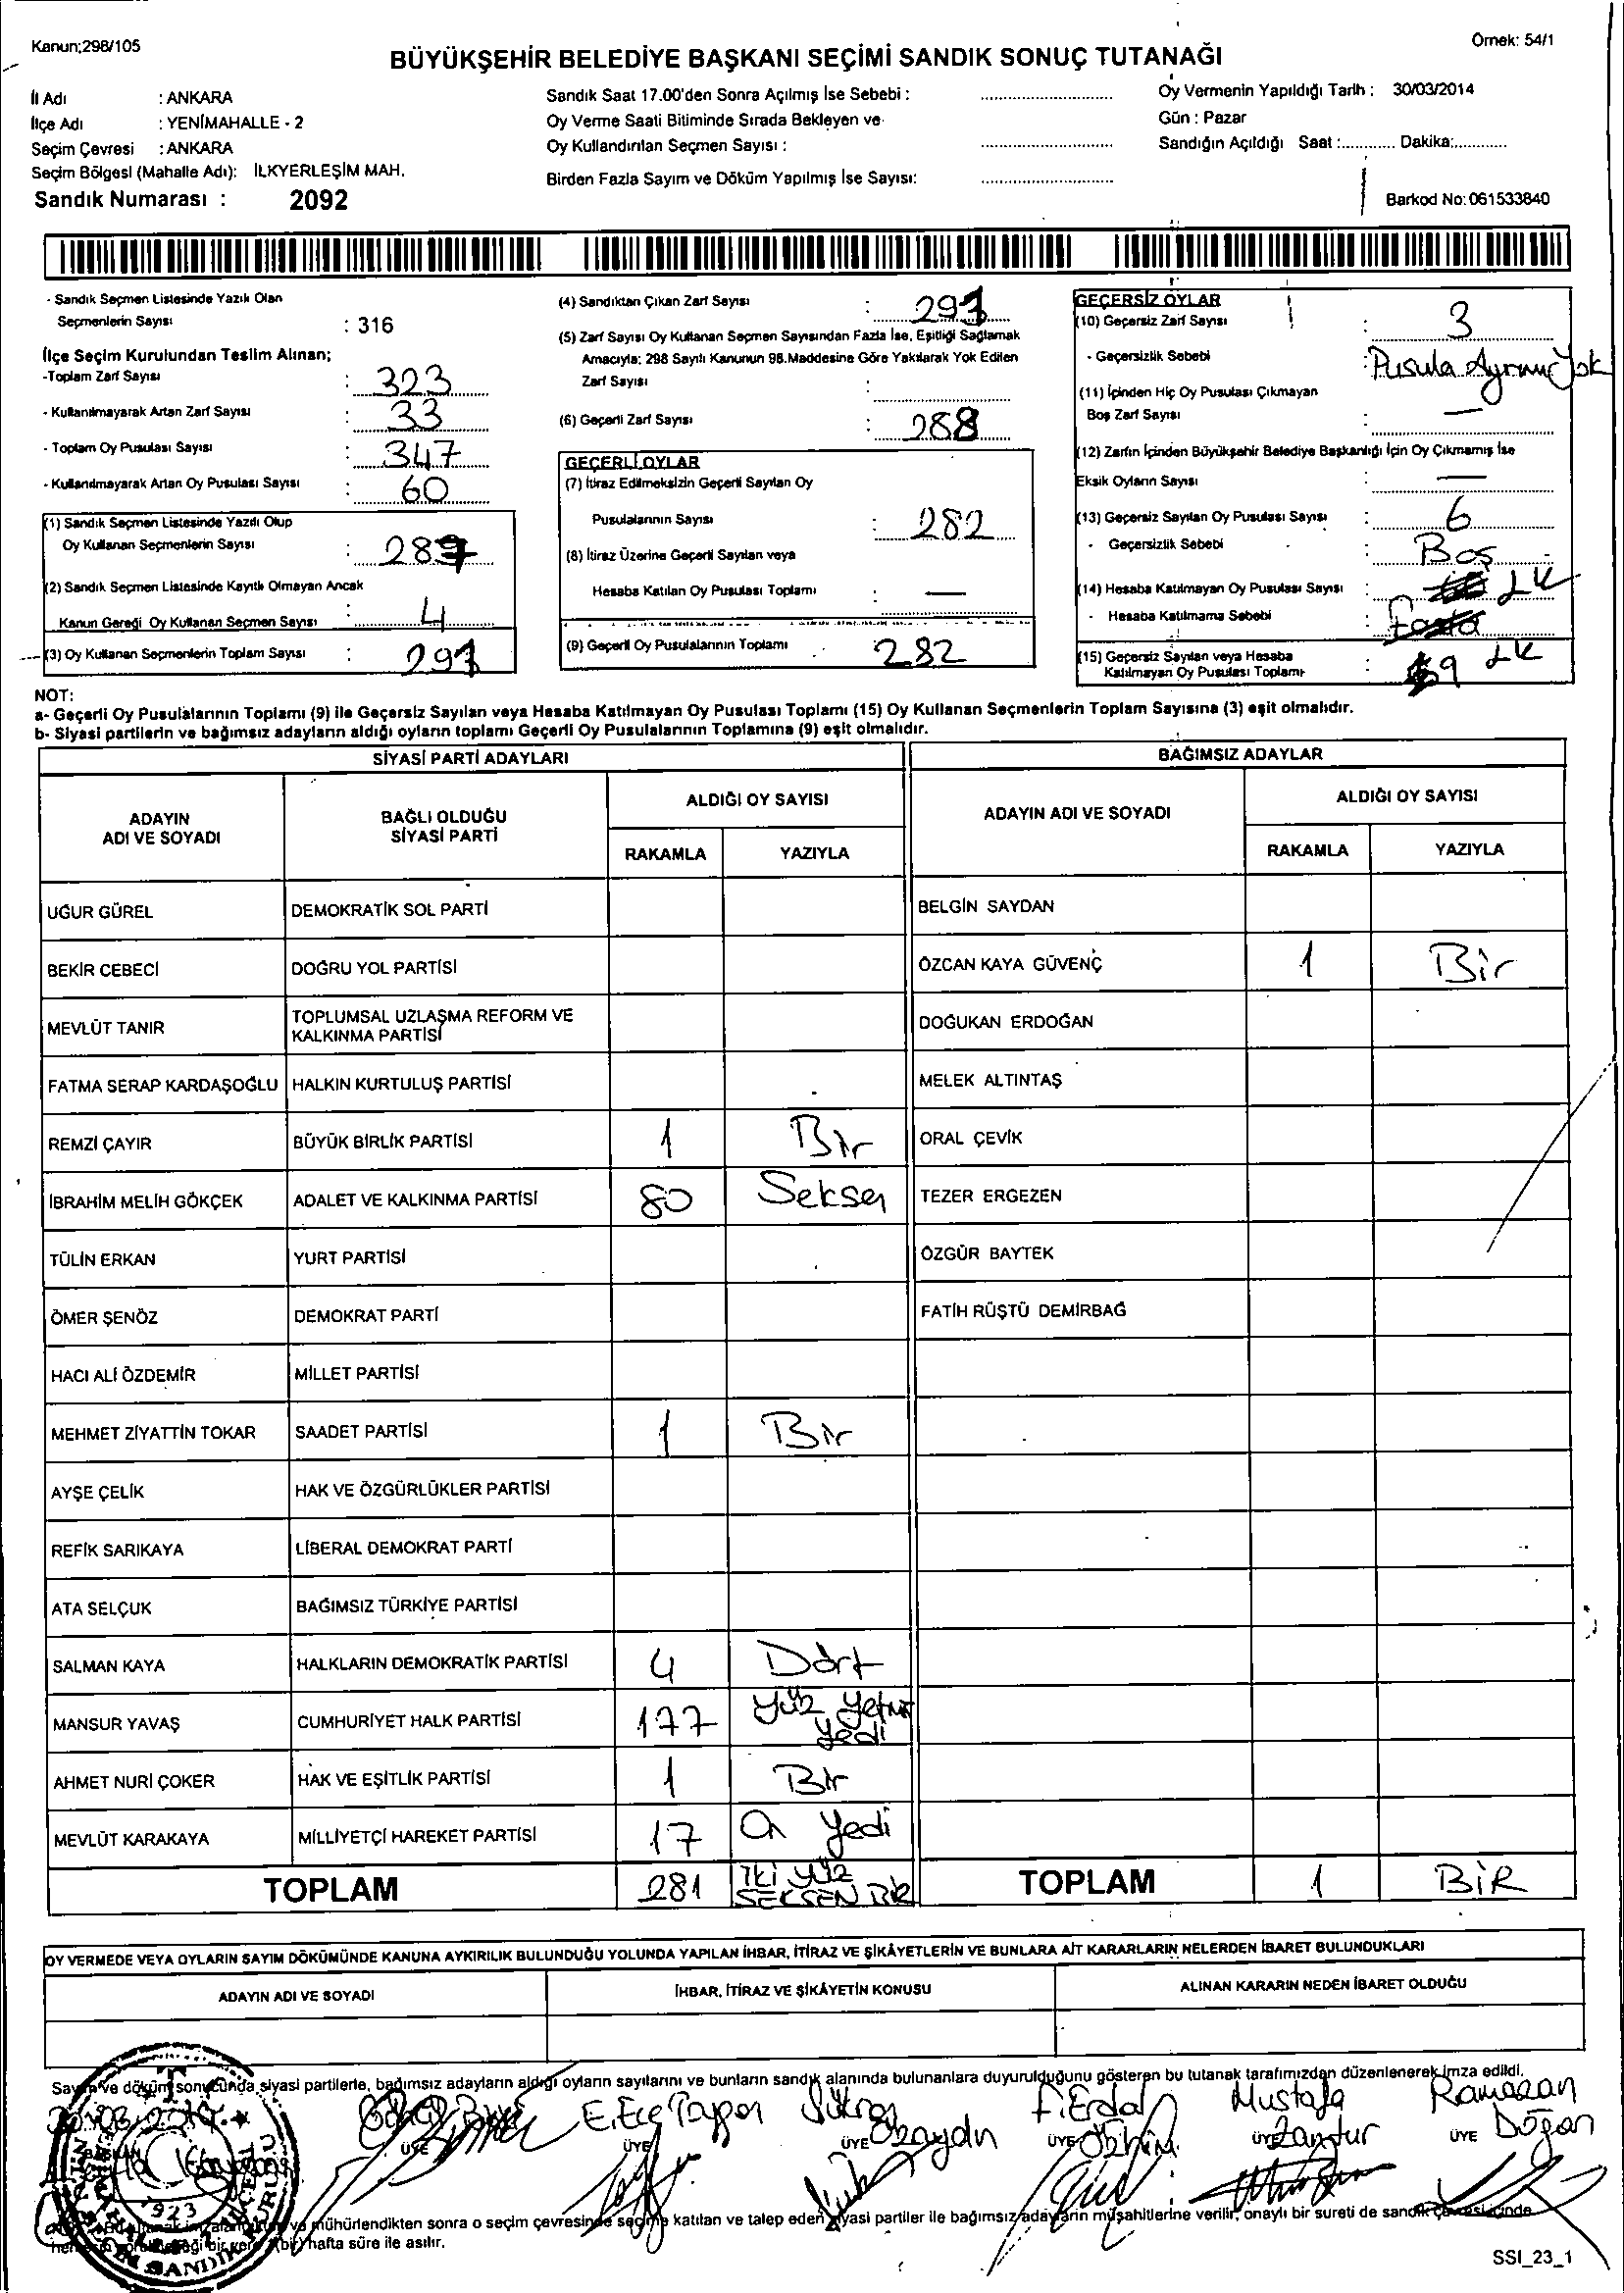 Kanun;298/105
Örnek: 54/1
BÜYÜKŞEHİR BELEDİYE BAŞKANI SEÇİMİ SANDIK SONUÇ TUTANAĞI
İl Adı : ANKARA
İlçe Adı : YENİMAHALLE - 2
Seçim Çevresi : ANKARA
Seçim Bölgesi (Mahalle Adı): İLKYERLEŞİM MAH.
Sandık Numarası : 2092
Sandık Saat 17.00'den Sonra Açılmış İse Sebebi :
Oy Verme Saati Bitiminde Sırada Bekleyen ve
Oy Kullandırılan Seçmen Sayısı :
Birden Fazla Sayım ve Döküm Yapılmış İse Sayısı:
Oy Vermenin Yapıldığı Tarih : 30/03/2014
Gün : Pazar
Sandığın Açıldığı Saat :............ Dakika:............
Barkod No:061533840
- Sandık Seçmen Listesinde Yazılı Olan
Seçmenlerin Sayısı : 316
İlçe Seçim Kurulundan Teslim Alınan;
-Toplam Zarf Sayısı : 323
- Kullanılmayarak Artan Zarf Sayısı : 33
- Toplam Oy Pusulası Sayısı : 347
- Kullanılmayarak Artan Oy Pusulası Sayısı : 60
(1) Sandık Seçmen Listesinde Yazılı Olup
Oy Kullanan Seçmenlerin Sayısı : 287
(2) Sandık Seçmen Listesinde Kayıtlı Olmayan Ancak
Kanun Gereği Oy Kullanan Seçmen Sayısı : 4
(3) Oy Kullanan Seçmenlerin Toplam Sayısı : 291
(4) Sandıktan Çıkan Zarf Sayısı : 291
(5) Zarf Sayısı Oy Kullanan Seçmen Sayısından Fazla İse, Eşitliği Sağlamak
Amacıyla; 298 Sayılı Kanunun 98.Maddesine Göre Yakılarak Yok Edilen
Zarf Sayısı :
(6) Geçerli Zarf Sayısı : 288
GEÇERLİ OYLAR
(7) İtiraz Edilmeksizin Geçerli Sayılan Oy
Pusulalarının Sayısı : 282
(8) İtiraz Üzerine Geçerli Sayılan veya
Hesaba Katılan Oy Pusulası Toplamı : —
(9) Geçerli Oy Pusulalarının Toplamı : 282
GEÇERSİZ OYLAR
(10) Geçersiz Zarf Sayısı : 3
- Geçersizlik Sebebi : Pusula Ayrımı Yok
(11) İçinden Hiç Oy Pusulası Çıkmayan
Boş Zarf Sayısı : —
(12) Zarfın İçinden Büyükşehir Belediye Başkanlığı İçin Oy Çıkmamış İse
Eksik Oyların Sayısı : —
(13) Geçersiz Sayılan Oy Pusulası Sayısı : 6
- Geçersizlik Sebebi : Boş
(14) Hesaba Katılmayan Oy Pusulası Sayısı :
- Hesaba Katılmama Sebebi :
(15) Geçersiz Sayılan veya Hesaba
Katılmayan Oy Pusulası Toplamı : 9
NOT:
a- Geçerli Oy Pusulalarının Toplamı (9) ile Geçersiz Sayılan veya Hesaba Katılmayan Oy Pusulası Toplamı (15) Oy Kullanan Seçmenlerin Toplam Sayısına (3) eşit olmalıdır.
b- Siyasi partilerin ve bağımsız adayların aldığı oyların toplamı Geçerli Oy Pusulalarının Toplamına (9) eşit olmalıdır.
SİYASİ PARTİ ADAYLARI
BAĞIMSIZ ADAYLAR
ADAYIN
ADI VE SOYADI
BAĞLI OLDUĞU
SİYASİ PARTİ
ALDIĞI OY SAYISI
RAKAMLA YAZIYLA
ADAYIN ADI VE SOYADI
ALDIĞI OY SAYISI
RAKAMLA YAZIYLA
UĞUR GÜREL DEMOKRATİK SOL PARTİ BELGİN SAYDAN
BEKİR CEBECİ DOĞRU YOL PARTİSİ ÖZCAN KAYA GÜVENÇ 1 Bir
MEVLÜT TANIR TOPLUMSAL UZLAŞMA REFORM VE
KALKINMA PARTİSİ DOĞUKAN ERDOĞAN
FATMA SERAP KARDAŞOĞLU HALKIN KURTULUŞ PARTİSİ MELEK ALTINTAŞ
REMZİ ÇAYIR BÜYÜK BİRLİK PARTİSİ 1 Bir ORAL ÇEVİK
İBRAHİM MELİH GÖKÇEK ADALET VE KALKINMA PARTİSİ 80 Seksen TEZER ERGEZEN
TÜLİN ERKAN YURT PARTİSİ ÖZGÜR BAYTEK
ÖMER ŞENÖZ DEMOKRAT PARTİ FATİH RÜŞTÜ DEMİRBAĞ
HACI ALİ ÖZDEMİR MİLLET PARTİSİ
MEHMET ZİYATTİN TOKAR SAADET PARTİSİ 1 Bir
AYŞE ÇELİK HAK VE ÖZGÜRLÜKLER PARTİSİ
REFİK SARIKAYA LİBERAL DEMOKRAT PARTİ
ATA SELÇUK BAĞIMSIZ TÜRKİYE PARTİSİ
SALMAN KAYA HALKLARIN DEMOKRATİK PARTİSİ 4 Dört
MANSUR YAVAŞ CUMHURİYET HALK PARTİSİ 177 Yüz Yetmiş
Yedi
AHMET NURİ ÇOKER HAK VE EŞİTLİK PARTİSİ 1 Bir
MEVLÜT KARAKAYA MİLLİYETÇİ HAREKET PARTİSİ 17 On Yedi
TOPLAM 281 İki yüz
SEKSEN BİR
TOPLAM 1 BİR
OY VERMEDE VEYA OYLARIN SAYIM DÖKÜMÜNDE KANUNA AYKIRILIK BULUNDUĞU YOLUNDA YAPILAN İHBAR, İTİRAZ VE ŞİKÂYETLERİN VE BUNLARA AİT KARARLARIN NELERDEN İBARET BULUNDUKLARI
ADAYIN ADI VE SOYADI İHBAR, İTİRAZ VE ŞİKÂYETİN KONUSU ALINAN KARARIN NEDEN İBARET OLDUĞU
Sayım ve döküm sonucunda siyasi partilerle, bağımsız adayların aldığı oyların sayılarını ve bunların sandık alanında bulunanlara duyurulduğunu gösteren bu tutanak tarafımızdan düzenlenerek imza edildi.
E. Ece F. Erdal Mustafa Ramazan
BAŞKAN ÜYE ÜYE ÜYE ÜYE ÜYE ÜYE Doğan
1923
mühürlendikten sonra o seçim çevresinde seçime katılan ve talep eden siyasi partiler ile bağımsız adayların müşahitlerine verilir, onaylı bir sureti de sandık çevresi içinde
hafta süre ile asılır.
SSI_23_1